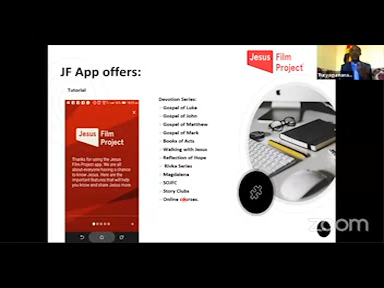 JF App offers:
Jesus Film Project
Tutorial
Devotion Series:
- Gospel of Luke
- Gospel of John
- Gospel of Matthew
- Gospel of Mark
- Books of Acts
- Walking with Jesus
- Reflection of Hope
- Rivka Series
- Magdalena
- SOJFC
- Story Clubs
- Online courses.
Jesus Film Project
Thanks for using the Jesus
Film Project app. We are all
about everyone having a chance
to know Jesus. Here are the
important features that will help
you know and share Jesus more.
zoom